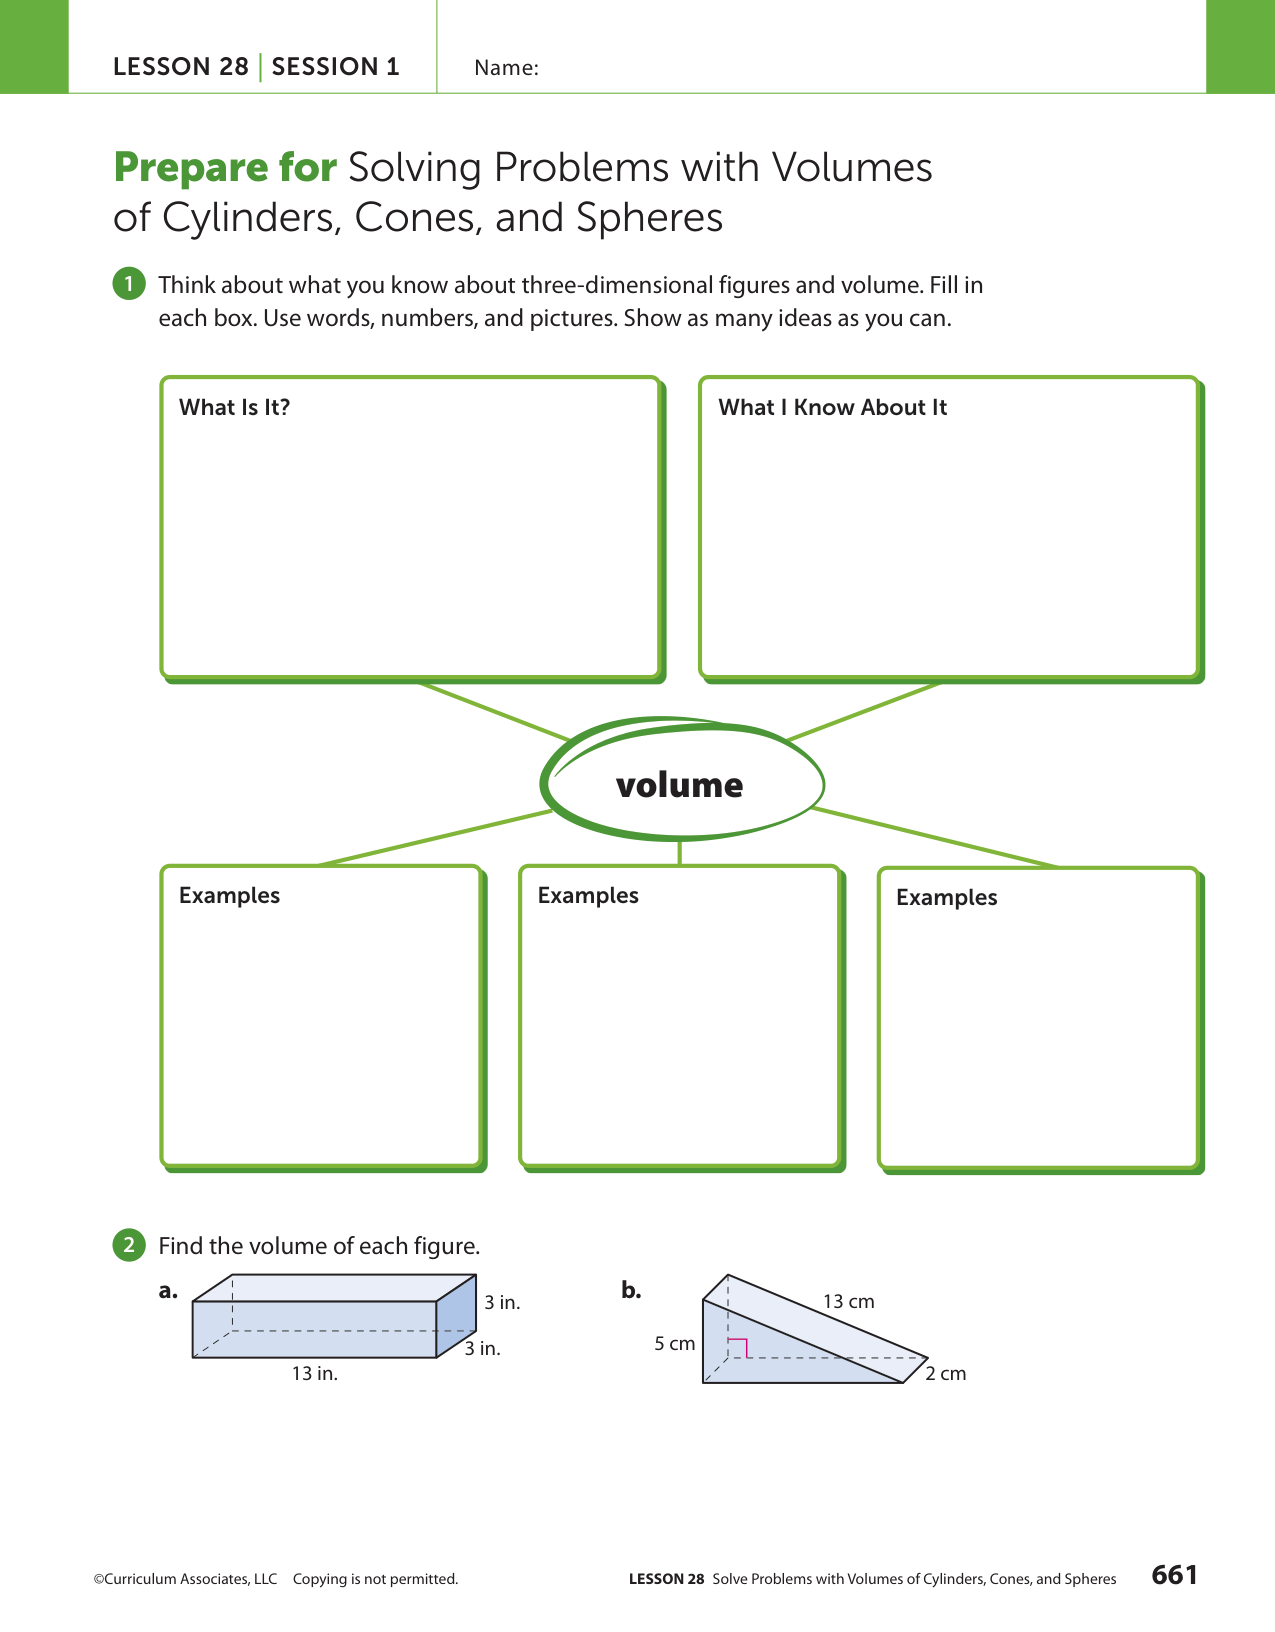 LESSON 28 | SESSION 1
Name:
Prepare for Solving Problems with Volumes
of Cylinders, Cones, and Spheres
1 Think about what you know about three-dimensional figures and volume. Fill in
each box. Use words, numbers, and pictures. Show as many ideas as you can.
What Is It?
What I Know About It
volume
Examples
Examples
Examples
2 Find the volume of each figure.
a.
3 in.
3 in.
13 in.
b.
13 cm
5 cm
2 cm
©Curriculum Associates, LLC Copying is not permitted.
LESSON 28 Solve Problems with Volumes of Cylinders, Cones, and Spheres
661